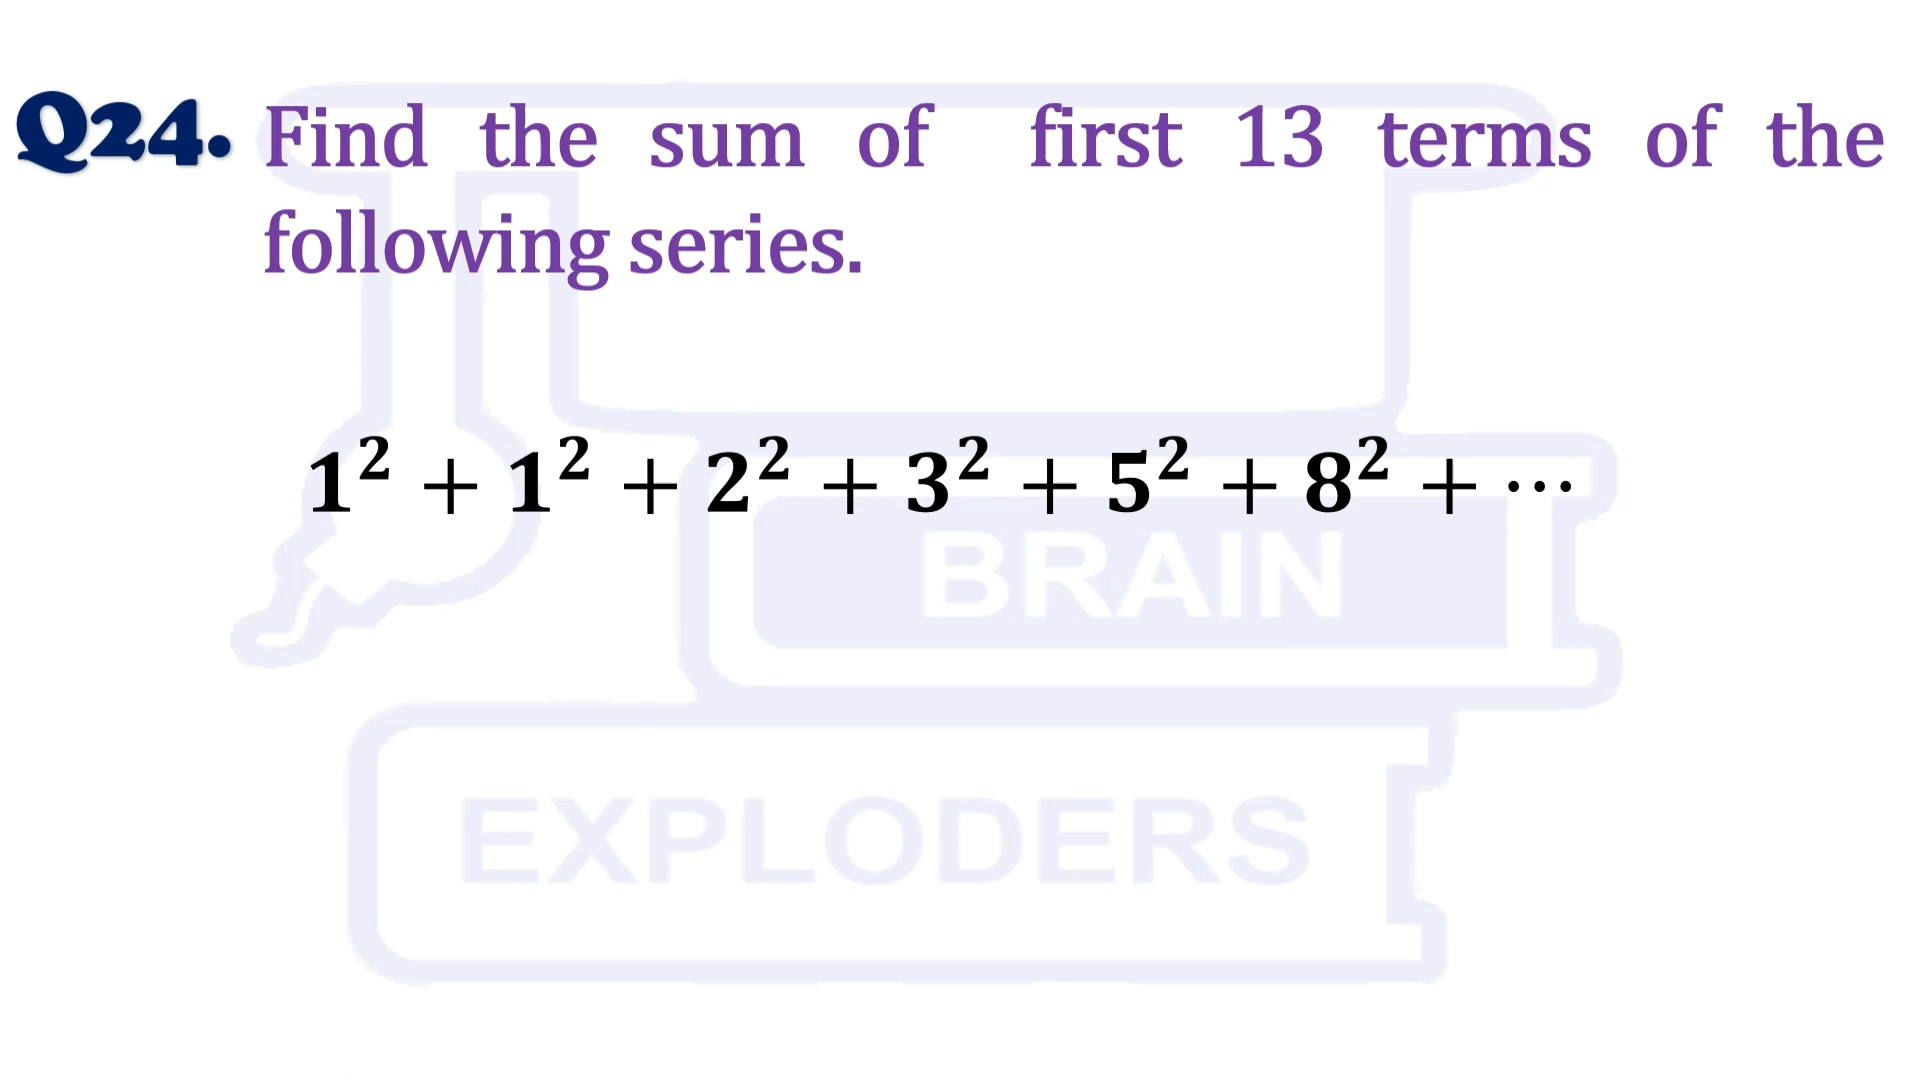 Q24. Find the sum of first 13 terms of the
following series.
1² + 1² + 2² + 3² + 5² + 8² + ⋯
BRAIN
EXPLODERS